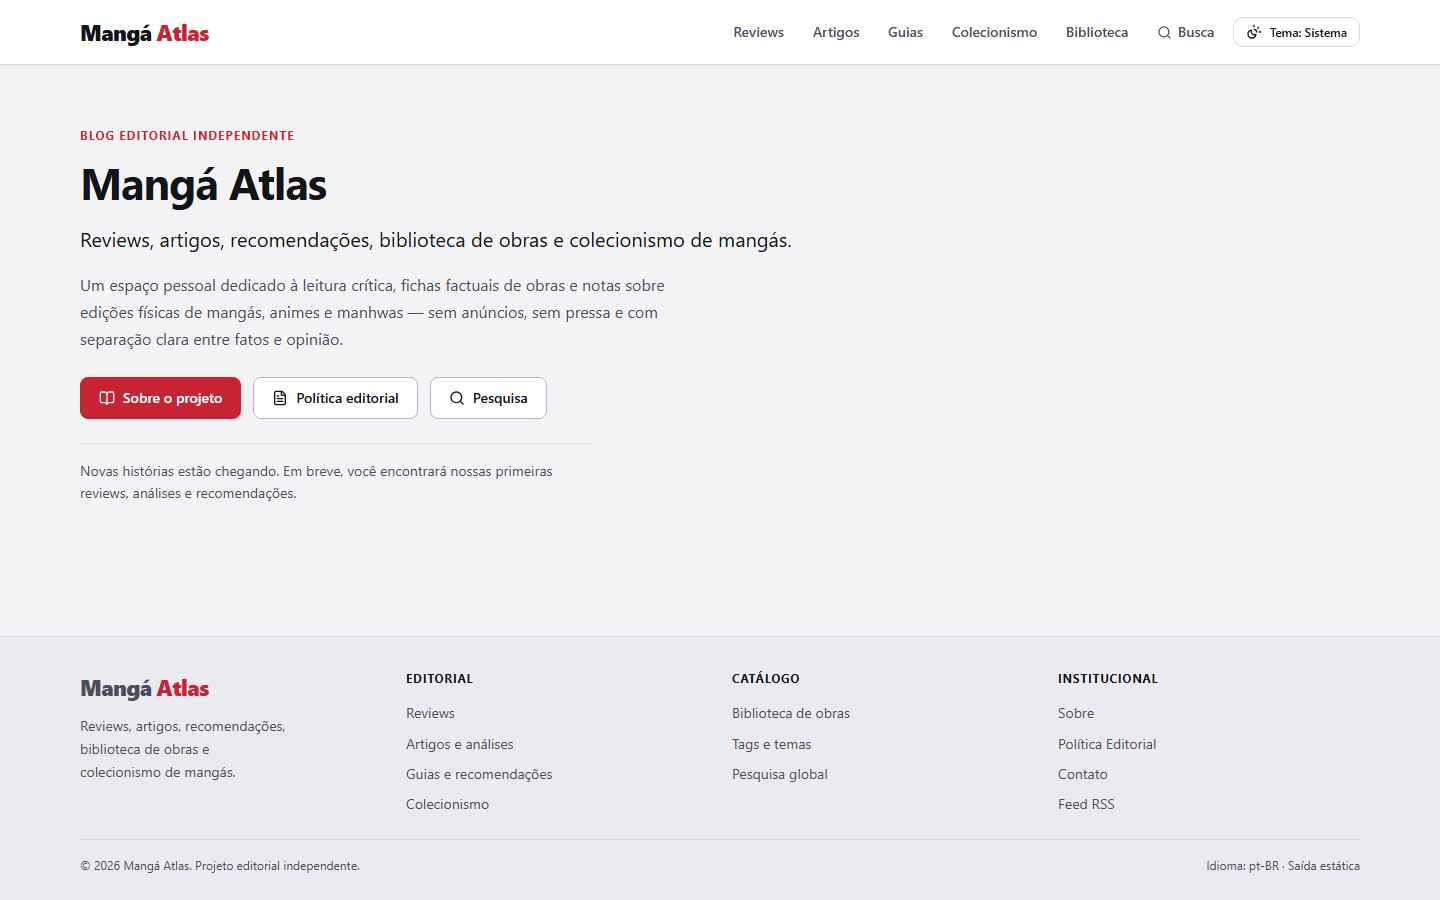 Mangá Atlas
Reviews
Artigos
Guias
Colecionismo
Biblioteca
Busca
Tema: Sistema
BLOG EDITORIAL INDEPENDENTE
Mangá Atlas
Reviews, artigos, recomendações, biblioteca de obras e colecionismo de mangás.
Um espaço pessoal dedicado à leitura crítica, fichas factuais de obras e notas sobre
edições físicas de mangás, animes e manhwas — sem anúncios, sem pressa e com
separação clara entre fatos e opinião.
Sobre o projeto
Política editorial
Pesquisa
Novas histórias estão chegando. Em breve, você encontrará nossas primeiras
reviews, análises e recomendações.
Mangá Atlas
Reviews, artigos, recomendações,
biblioteca de obras e
colecionismo de mangás.
EDITORIAL
Reviews
Artigos e análises
Guias e recomendações
Colecionismo
CATÁLOGO
Biblioteca de obras
Tags e temas
Pesquisa global
INSTITUCIONAL
Sobre
Política Editorial
Contato
Feed RSS
© 2026 Mangá Atlas. Projeto editorial independente.
Idioma: pt-BR · Saída estática